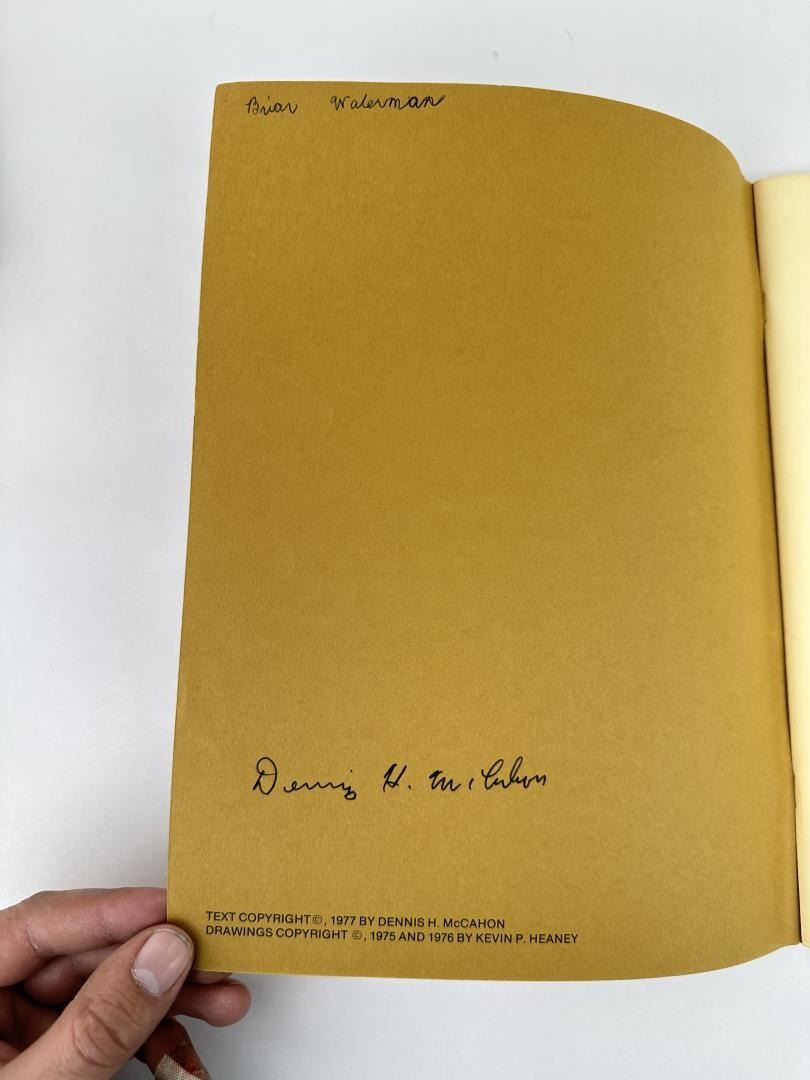 Brian Waterman
Dennis H. McCahon
TEXT COPYRIGHT ©, 1977 BY DENNIS H. McCAHON
DRAWINGS COPYRIGHT ©, 1975 AND 1976 BY KEVIN P. HEANEY